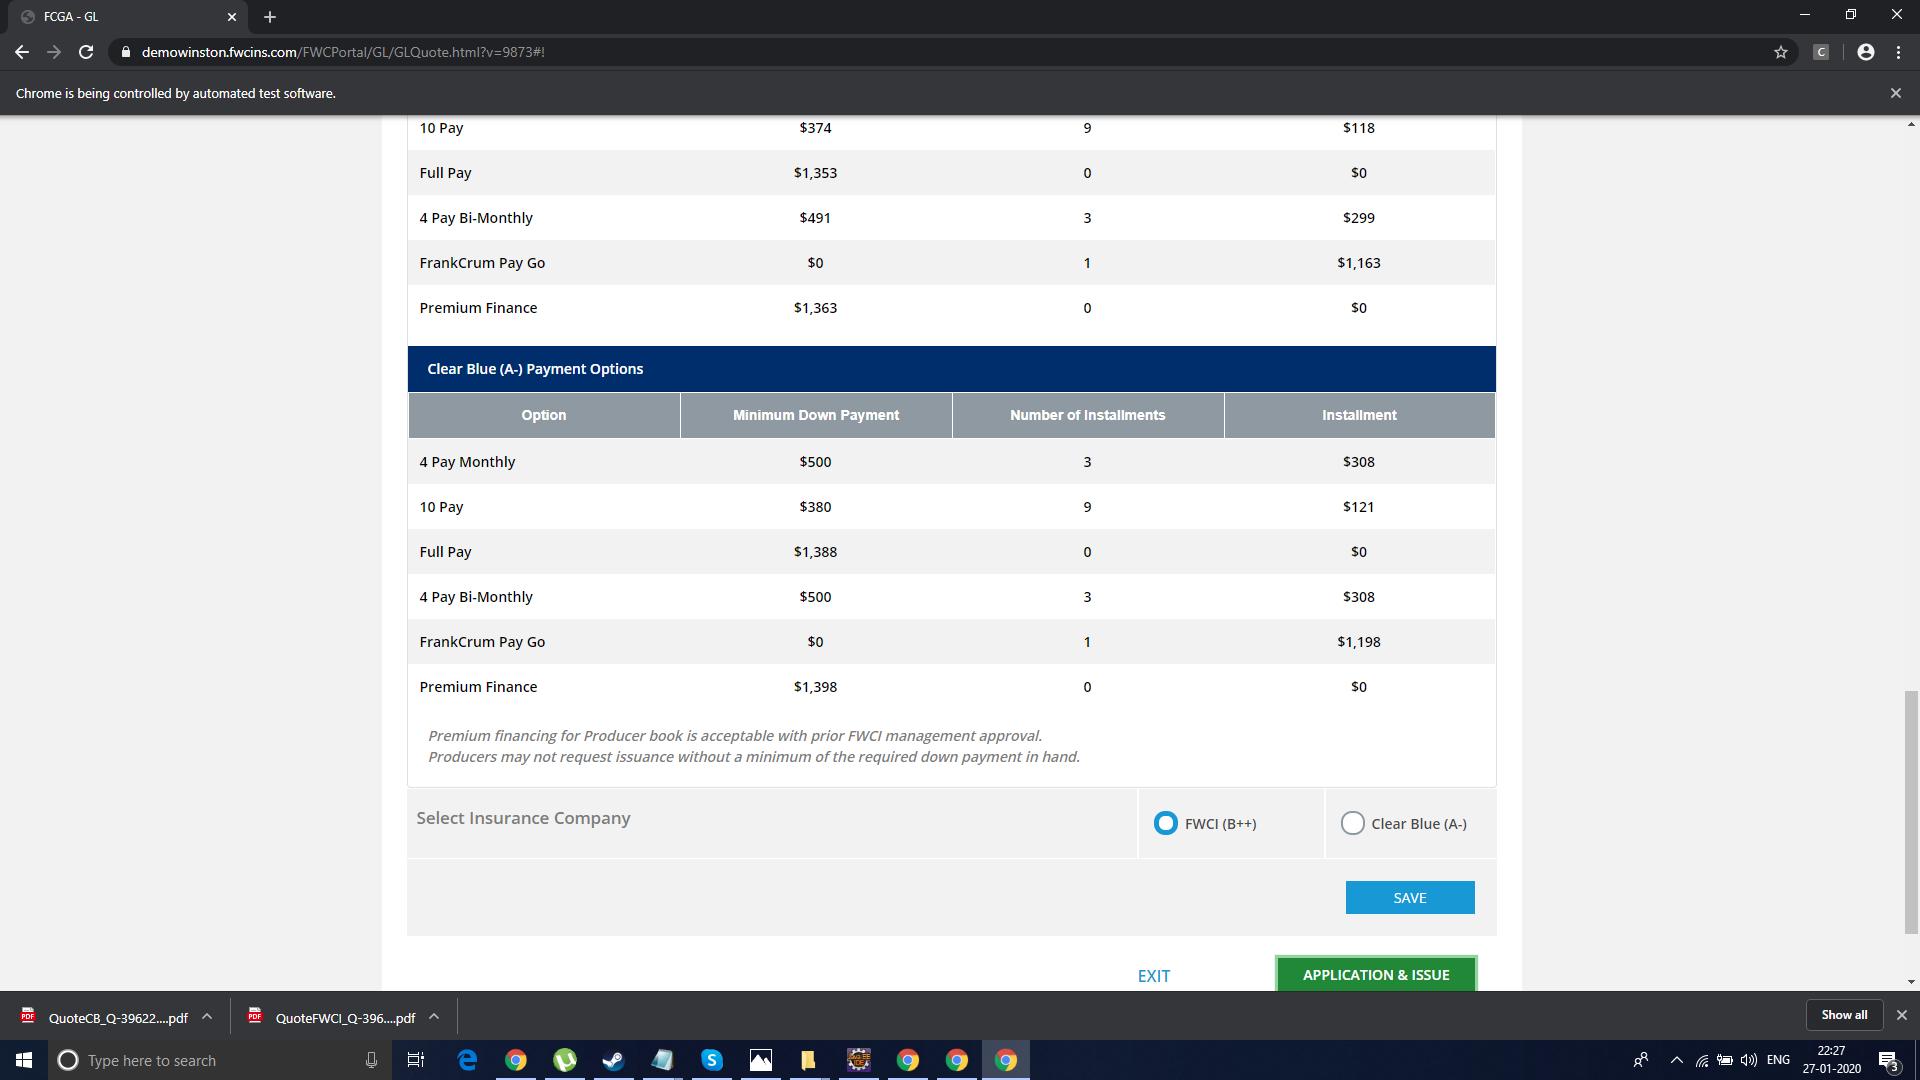 FCGA - GL
demowinston.fwcins.com/FWCPortal/GL/GLQuote.html?v=9873#!
C
Chrome is being controlled by automated test software.
10 Pay $374 9 $118
Full Pay $1,353 0 $0
4 Pay Bi-Monthly $491 3 $299
FrankCrum Pay Go $0 1 $1,163
Premium Finance $1,363 0 $0
Clear Blue (A-) Payment Options
Option Minimum Down Payment Number of Installments Installment
4 Pay Monthly $500 3 $308
10 Pay $380 9 $121
Full Pay $1,388 0 $0
4 Pay Bi-Monthly $500 3 $308
FrankCrum Pay Go $0 1 $1,198
Premium Finance $1,398 0 $0
Premium financing for Producer book is acceptable with prior FWCI management approval.
Producers may not request issuance without a minimum of the required down payment in hand.
Select Insurance Company FWCI (B++) Clear Blue (A-)
SAVE
EXIT APPLICATION & ISSUE
PDF QuoteCB_Q-39622....pdf PDF QuoteFWCI_Q-396....pdf Show all
Type here to search ENG 22:27
27-01-2020 3